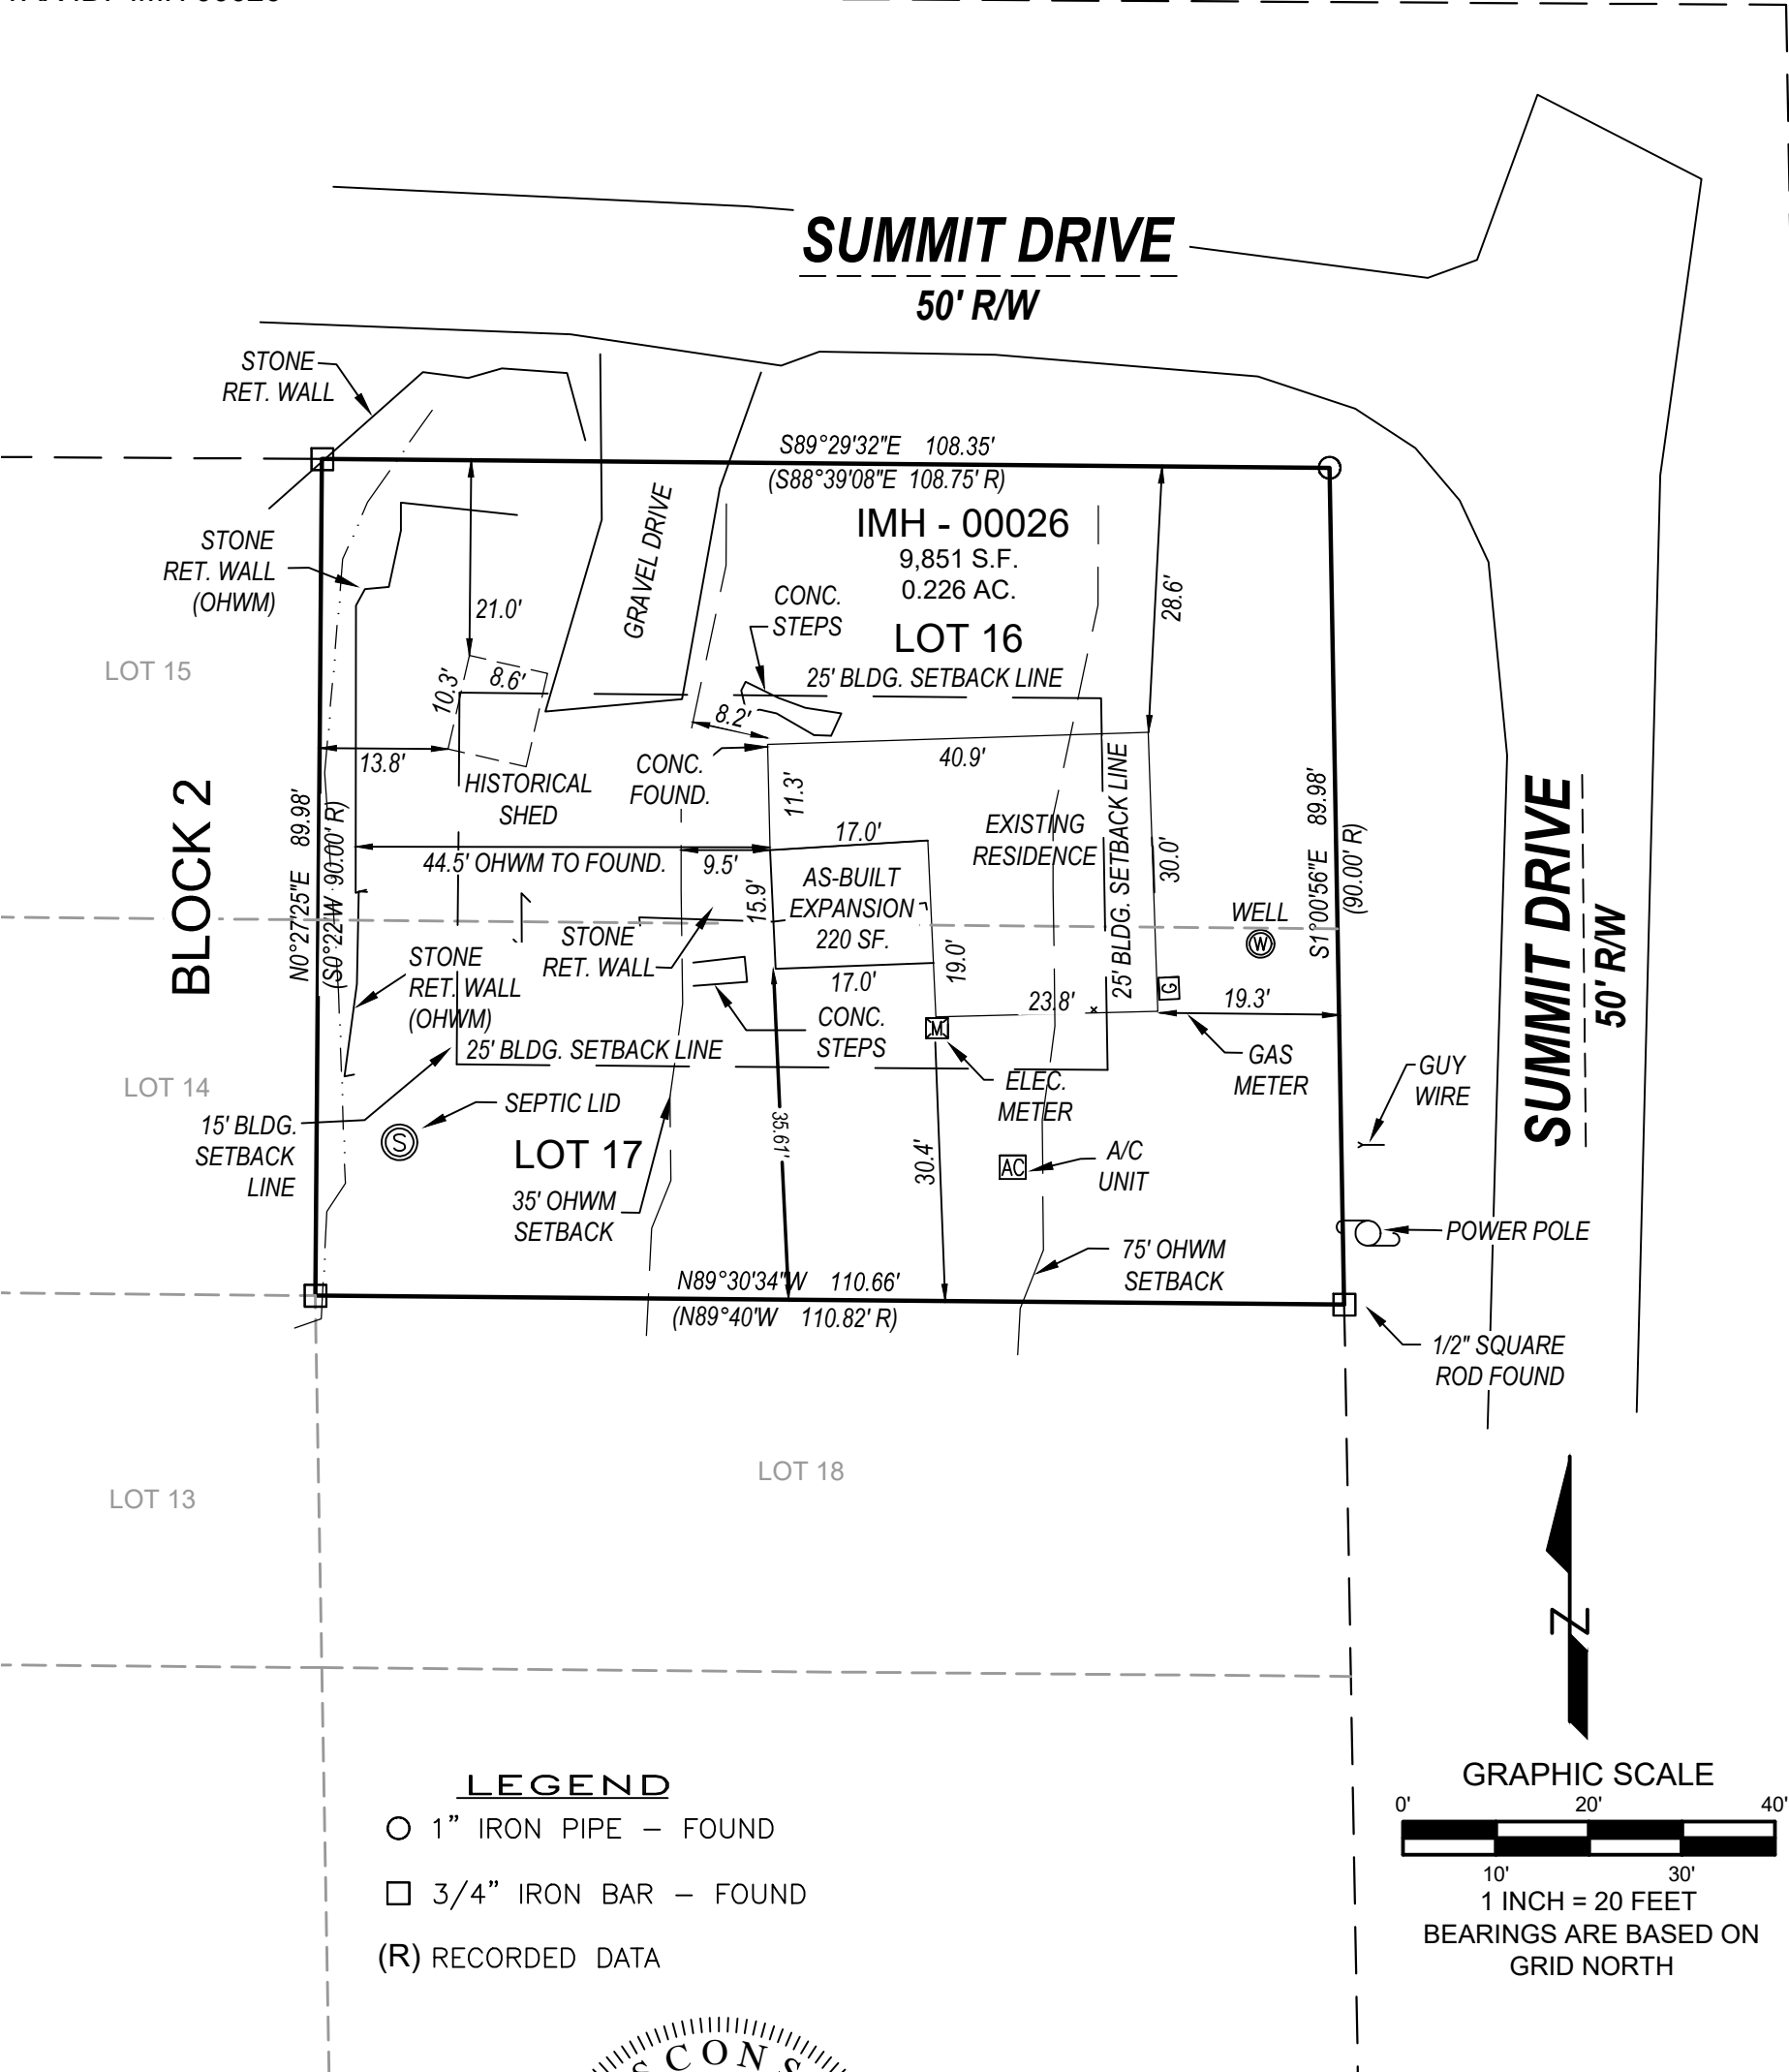 SUMMIT DRIVE
50' R/W
STONE
RET. WALL
S89°29'32"E 108.35'
(S88°39'08"E 108.75' R)
IMH - 00026
9,851 S.F.
0.226 AC.
LOT 16
25' BLDG. SETBACK LINE
STONE
RET. WALL
(OHWM)
GRAVEL DRIVE
CONC.
STEPS
28.6'
21.0'
LOT 15
10.3'
8.6'
8.2'
13.8'
HISTORICAL
SHED
CONC.
FOUND.
40.9'
11.3'
EXISTING
RESIDENCE
25' BLDG. SETBACK LINE
30.0'
S1°00'56"E 89.98'
(90.00' R)
BLOCK 2
N0°27'25"E 89.98'
(S0°22'W 90.00' R)
44.5' OHWM TO FOUND.
9.5'
17.0'
15.9'
AS-BUILT
EXPANSION
220 SF.
17.0'
19.0'
WELL
W
STONE
RET. WALL
STONE
RET. WALL
(OHWM)
CONC.
STEPS
23.8'
G
19.3'
M
GAS
METER
ELEC.
METER
25' BLDG. SETBACK LINE
SUMMIT DRIVE
50' R/W
GUY
WIRE
LOT 14
15' BLDG.
SETBACK
LINE
SEPTIC LID
S
LOT 17
35' OHWM
SETBACK
35.61'
30.4'
AC
A/C
UNIT
75' OHWM
SETBACK
POWER POLE
N89°30'34"W 110.66'
(N89°40'W 110.82' R)
1/2" SQUARE
ROD FOUND
LOT 13
LOT 18
Z
LEGEND
1” IRON PIPE – FOUND
3/4” IRON BAR – FOUND
(R) RECORDED DATA
GRAPHIC SCALE
0' 20' 40'
10' 30'
1 INCH = 20 FEET
BEARINGS ARE BASED ON
GRID NORTH
S C O N S